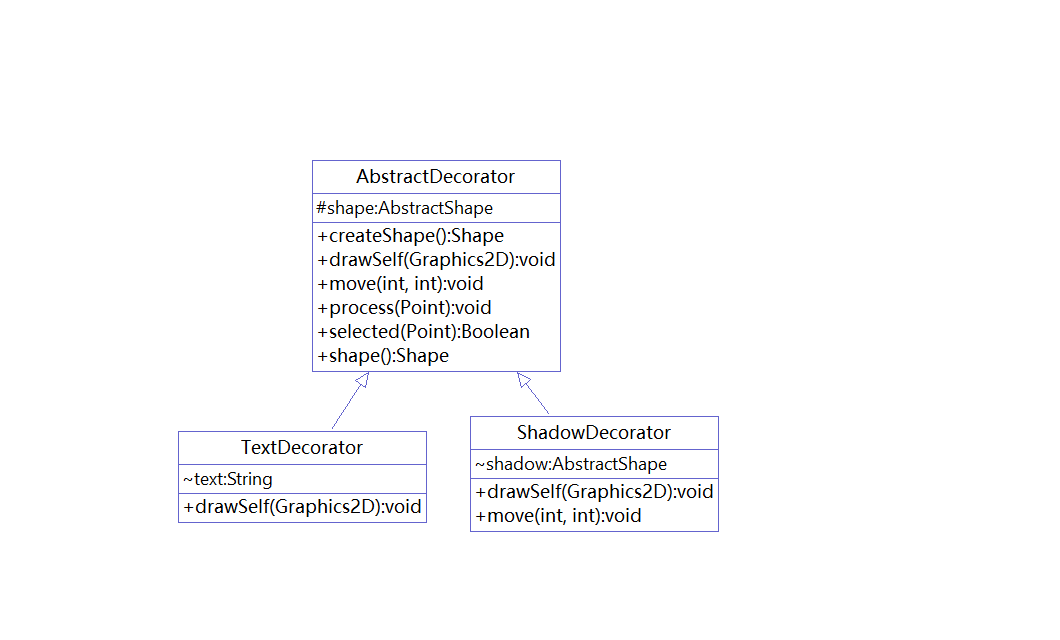 AbstractDecorator
#shape:AbstractShape
+createShape():Shape
+drawSelf(Graphics2D):void
+move(int, int):void
+process(Point):void
+selected(Point):Boolean
+shape():Shape
TextDecorator
~text:String
+drawSelf(Graphics2D):void
ShadowDecorator
~shadow:AbstractShape
+drawSelf(Graphics2D):void
+move(int, int):void